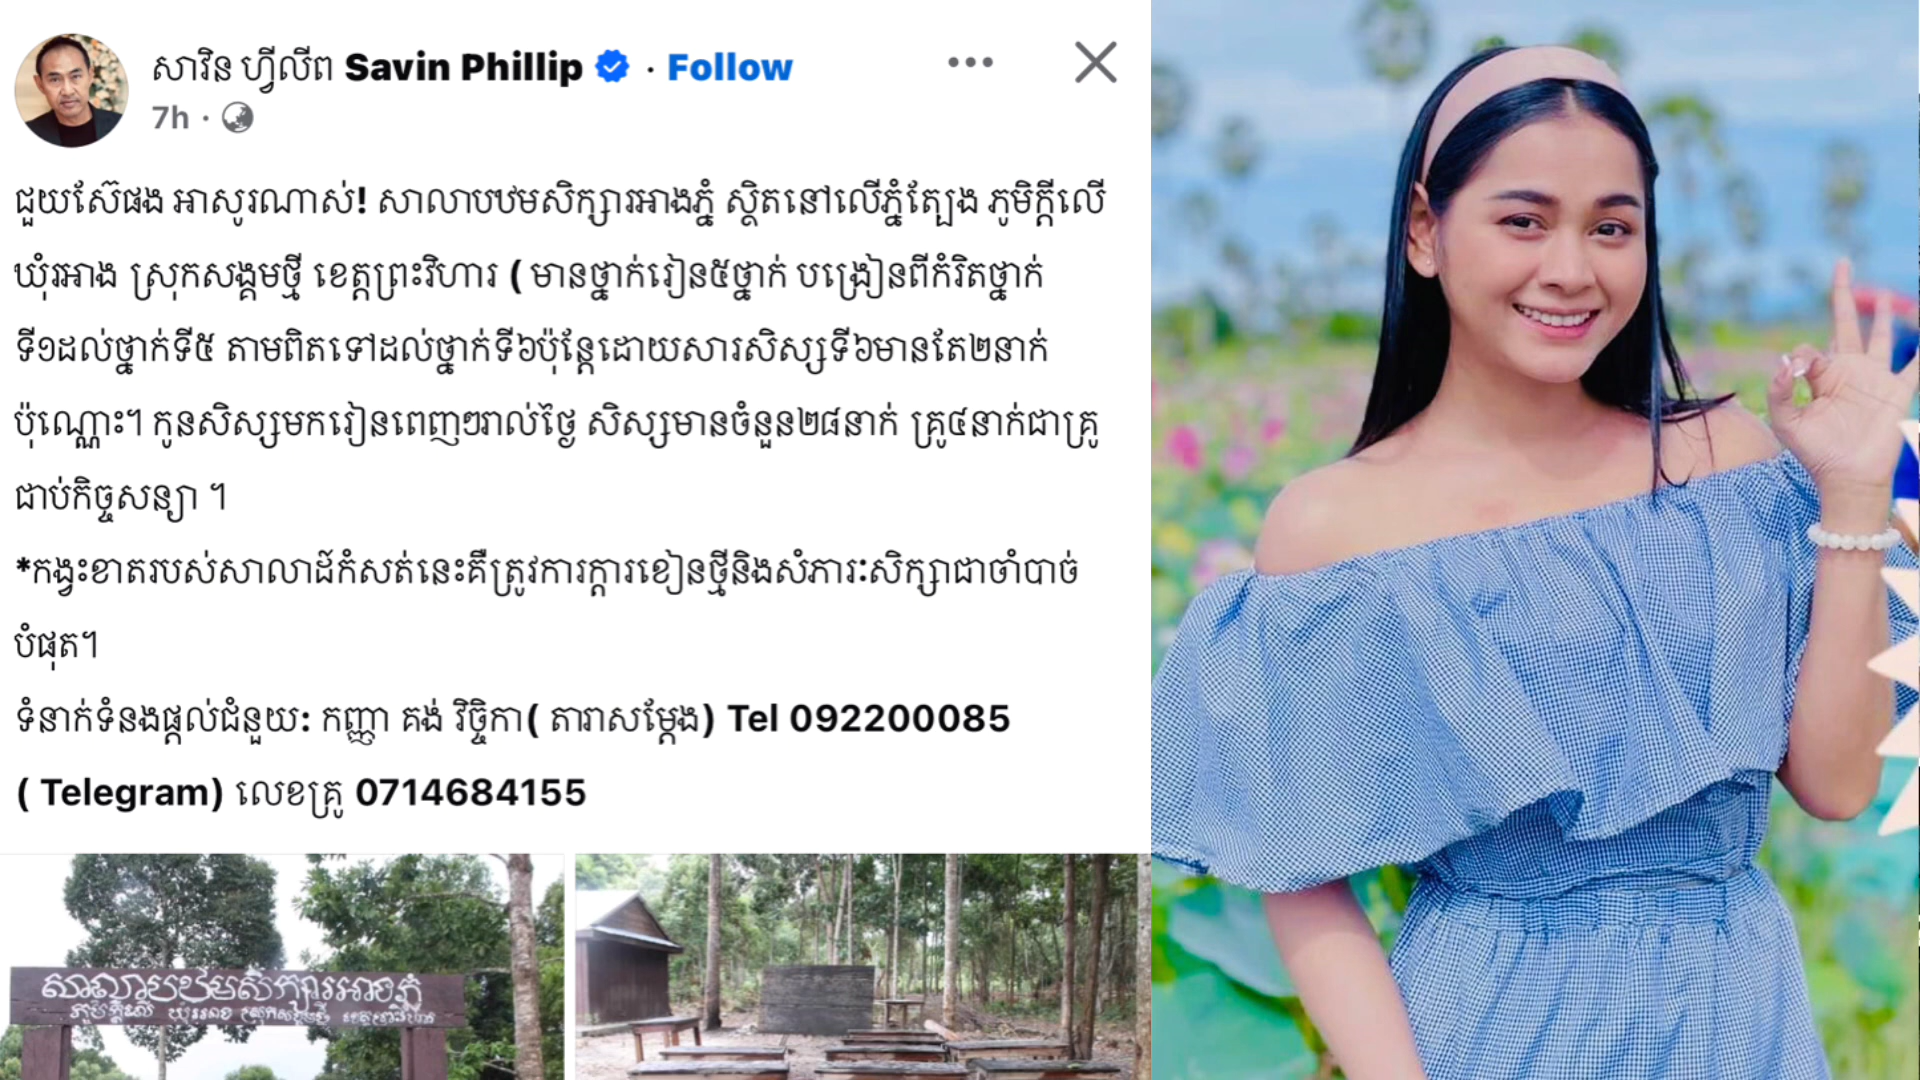 សាវិន ហ្វីលីព Savin Phillip · Follow
7h ·
ជួយស៊ែផង អាសូរណាស់! សាលាបឋមសិក្សារអាងភ្នំ ស្ថិតនៅលើភ្នំត្បែង ភូមិក្តីលើ
ឃុំរអាង ស្រុកសង្គមថ្មី ខេត្តព្រះវិហារ ( មានថ្នាក់រៀន៥ថ្នាក់ បង្រៀនពីកំរិតថ្នាក់
ទី១ដល់ថ្នាក់ទី៥ តាមពិតទៅដល់ថ្នាក់ទី៦ប៉ុន្តែដោយសារសិស្សទី៦មានតែ២នាក់
ប៉ុណ្ណោះ។ កូនសិស្សមករៀនពេញៗរាល់ថ្ងៃ សិស្សមានចំនួន២៨នាក់ គ្រូ៤នាក់ជាគ្រូ
ជាប់កិច្ចសន្យា ។
*កង្វះខាតរបស់សាលាដ៏កំសត់នេះគឺត្រូវការក្តារខៀនថ្មីនិងសំភារៈសិក្សាជាចាំបាច់
បំផុត។
ទំនាក់ទំនងផ្តល់ជំនួយ: កញ្ញា គង់ វិច្ចិកា( តារាសម្តែង) Tel 092200085
( Telegram) លេខគ្រូ 0714684155
សាលាបឋមសិក្សារអាងភ្នំ